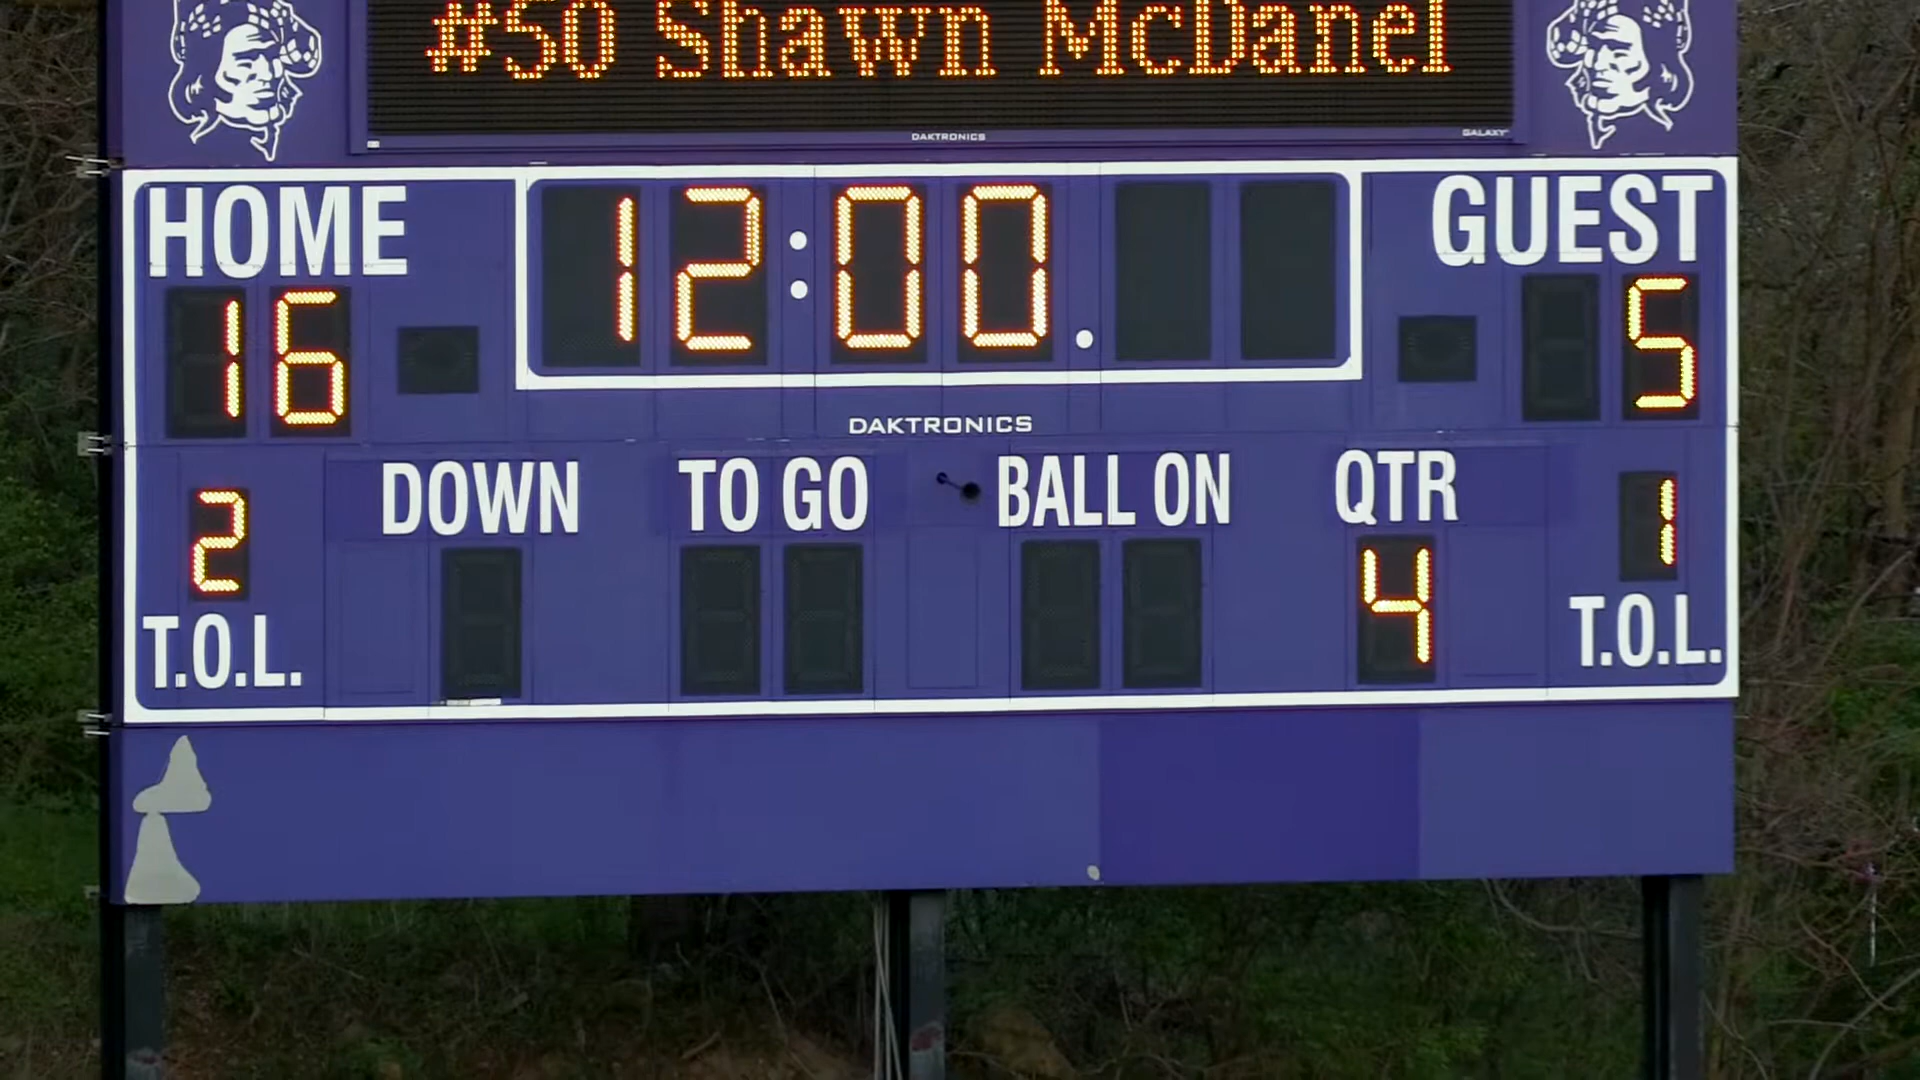 #50 Shawn McDanel
DAKTRONICS GALAXY
HOME 12:00. GUEST
16 5
DAKTRONICS
DOWN TO GO BALL ON QTR
2 4 1
T.O.L. T.O.L.